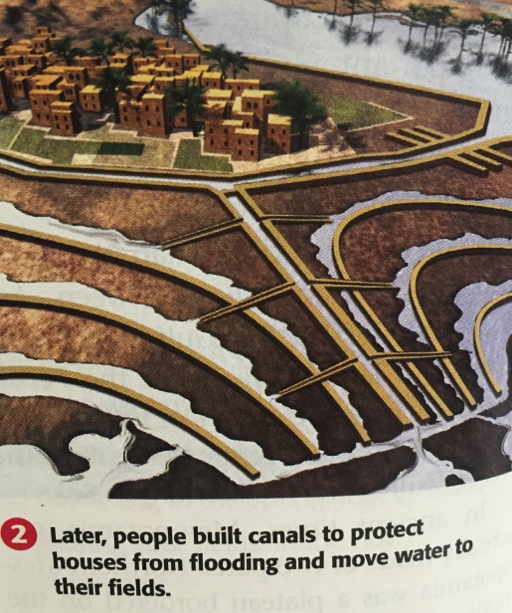 2 Later, people built canals to protect
houses from flooding and move water to
their fields.